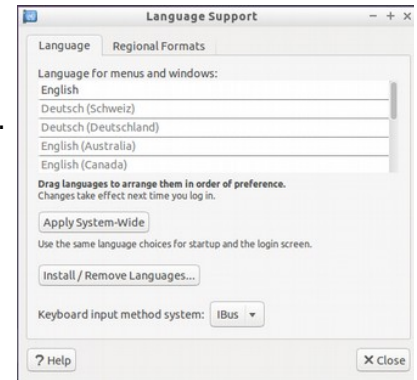 Language Support
Language Regional Formats
Language for menus and windows:
English
Deutsch (Schweiz)
Deutsch (Deutschland)
English (Australia)
English (Canada)
Drag languages to arrange them in order of preference.
Changes take effect next time you log in.
Apply System-Wide
Use the same language choices for startup and the login screen.
Install / Remove Languages...
Keyboard input method system: IBus
? Help
Close